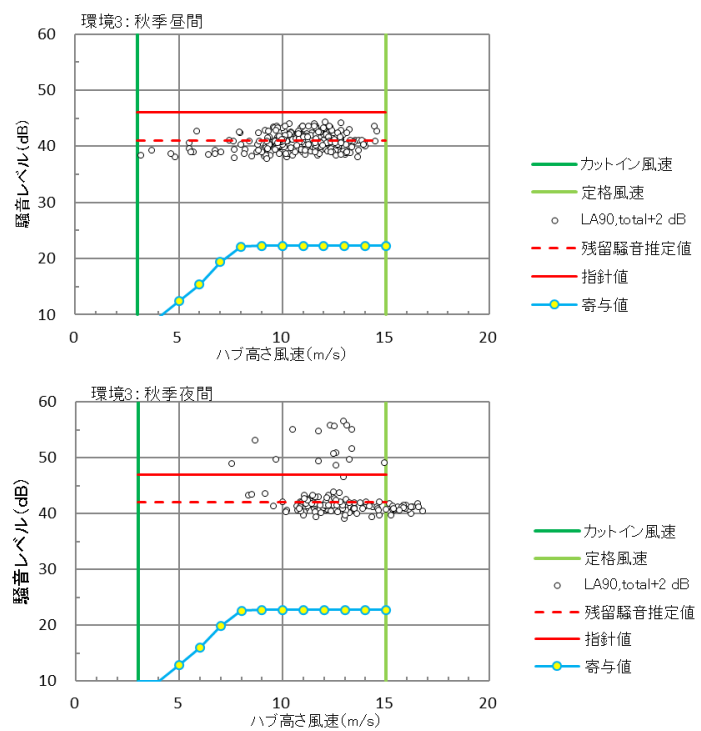 環境3：秋季昼間
60
50
40
30
20
10
騒音レベル（dB）
0
5
10
15
20
ハブ高さ風速（m/s）
カットイン風速
定格風速
LA90,total+2 dB
残留騒音推定値
指針値
寄与値
環境3：秋季夜間
60
50
40
30
20
10
騒音レベル（dB）
0
5
10
15
20
ハブ高さ風速（m/s）
カットイン風速
定格風速
LA90,total+2 dB
残留騒音推定値
指針値
寄与値